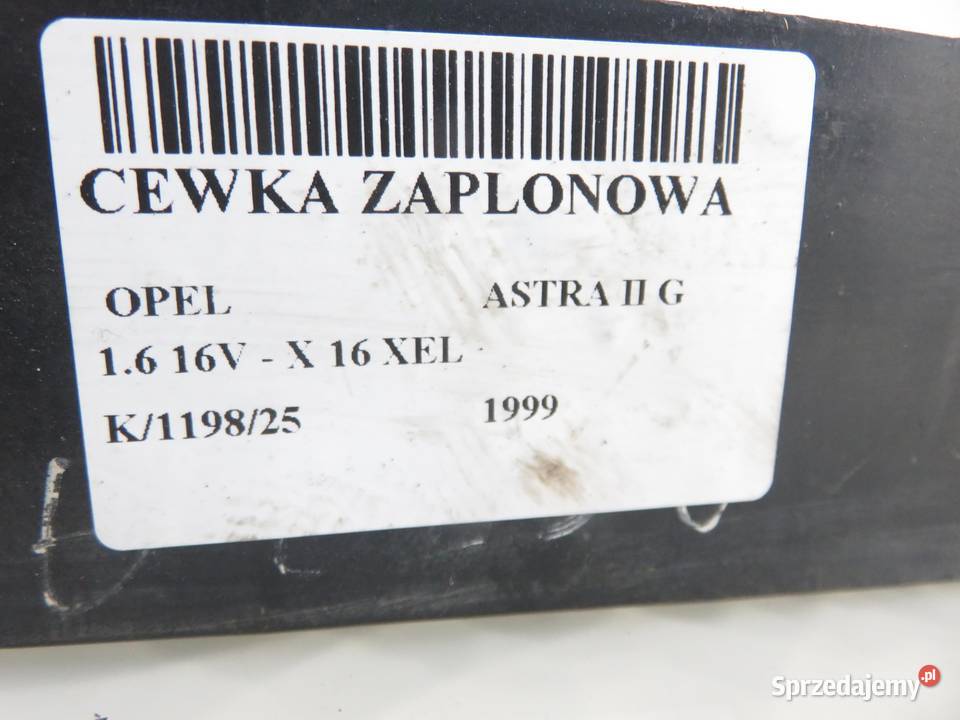 CEWKA ZAPLONOWA
OPEL ASTRA II G
1.6 16V - X 16 XEL
K/1198/25 1999
Sprzedajemy.pl